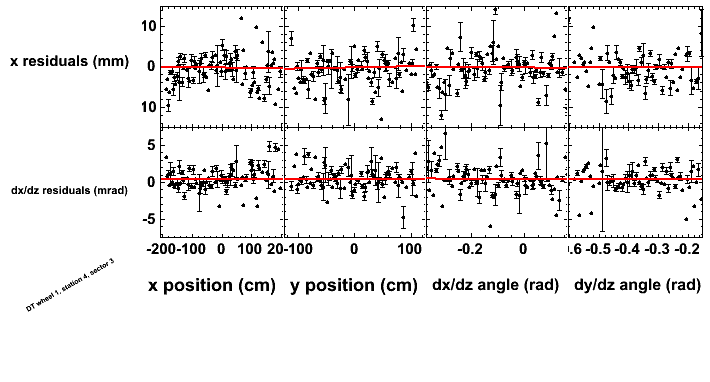 10
x residuals (mm) 0
10
5
dx/dz residuals (mrad) 0
-5
-200-100 0 100 20-100 0 100 -0.2 0 .6 -0.5 -0.4 -0.3 -0.2
x position (cm) y position (cm) dx/dz angle (rad) dy/dz angle (rad)
DT wheel 1, station 4, sector 3